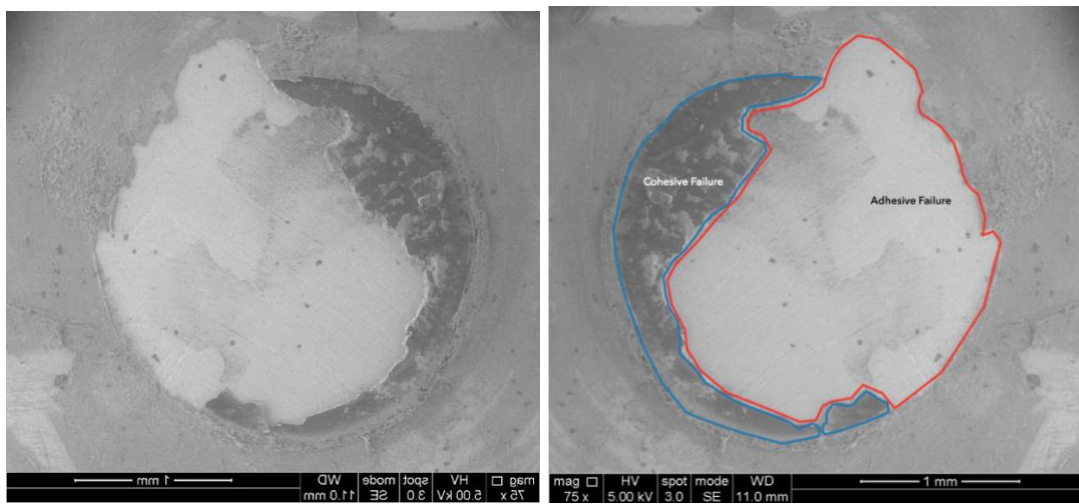 Cohesive Failure
Adhesive Failure
1 mm
WD
11.0 mm
mode
SE
spot
3.0
HV
5.00 kV
mag
75 x
mag
75 x
HV
5.00 kV
spot
3.0
mode
SE
WD
11.0 mm
1 mm